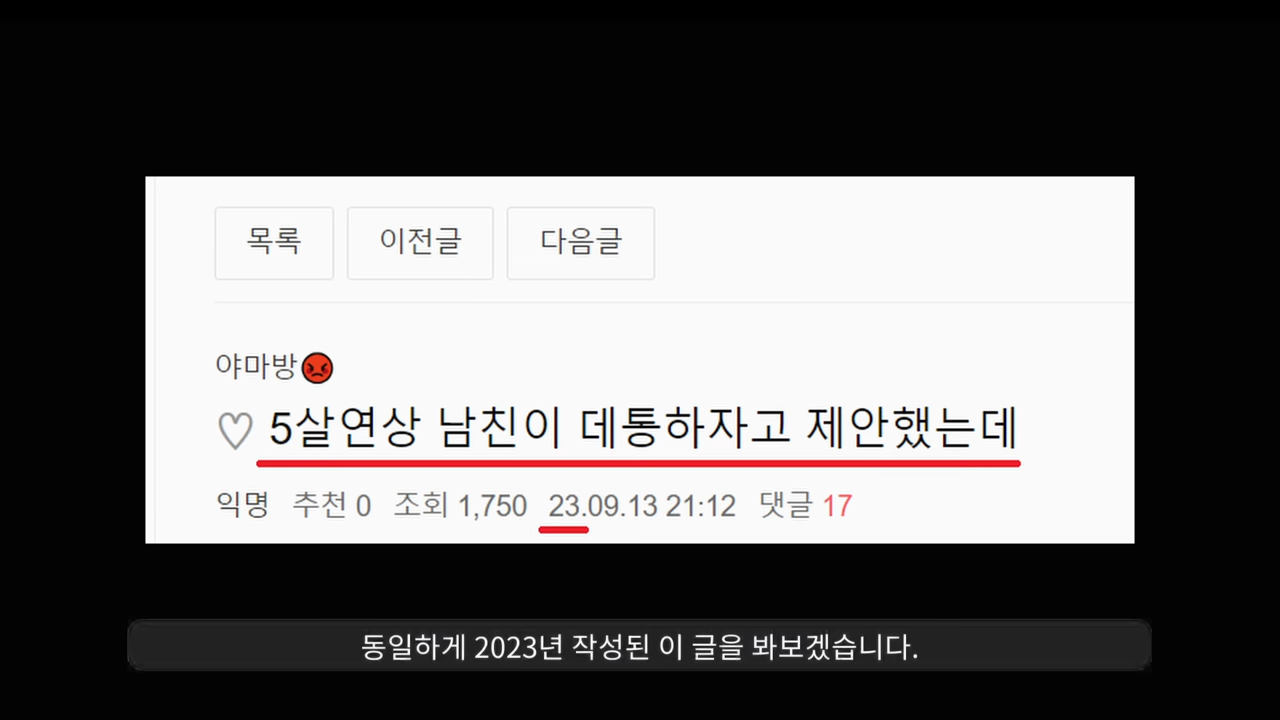 목록 이전글 다음글
야마방😡
♡ 5살연상 남친이 데통하자고 제안했는데
익명 추천 0 조회 1,750 23.09.13 21:12 댓글 17
동일하게 2023년 작성된 이 글을 봐보겠습니다.